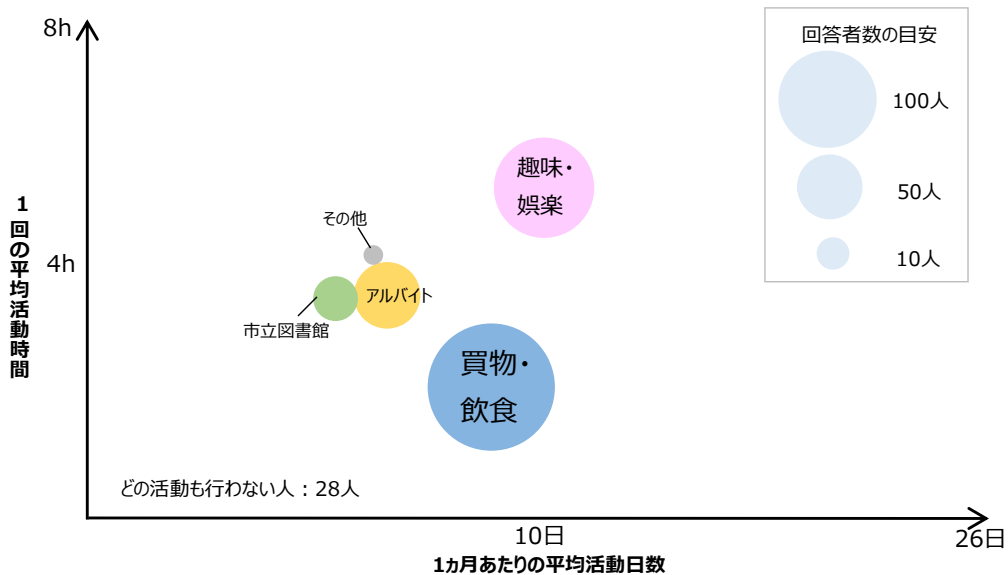 8h
回答者数の目安
100人
50人
10人
趣味・
娯楽
その他
4h
アルバイト
市立図書館
買物・
飲食
1回の平均活動時間
どの活動も行わない人：28人
10日
26日
1ヵ月あたりの平均活動日数